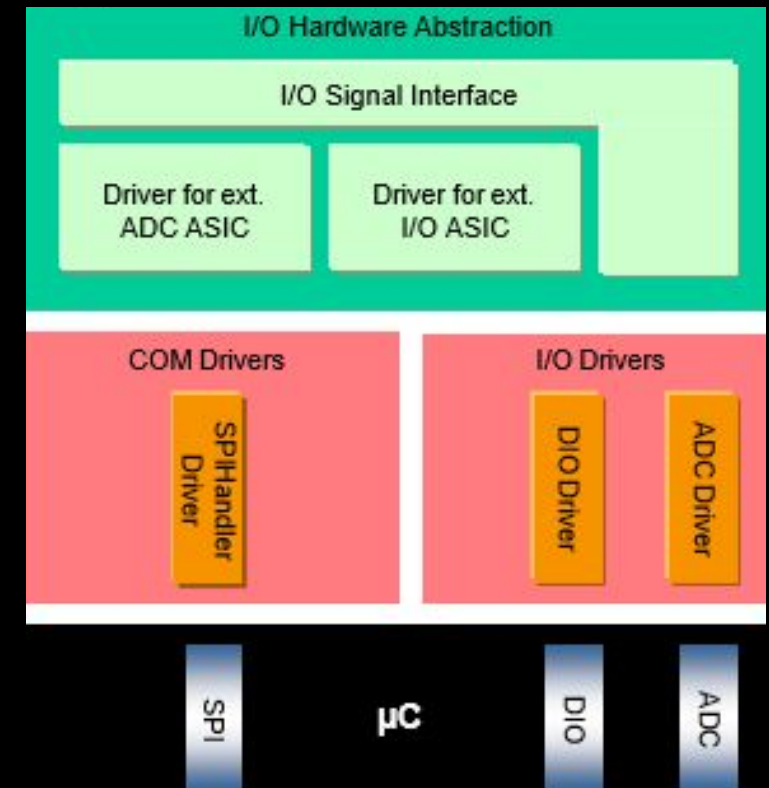 I/O Hardware Abstraction
I/O Signal Interface
Driver for ext.
ADC ASIC
Driver for ext.
I/O ASIC
COM Drivers
I/O Drivers
SPIHandler
Driver
DIO Driver
ADC Driver
SPI
µC
DIO
ADC